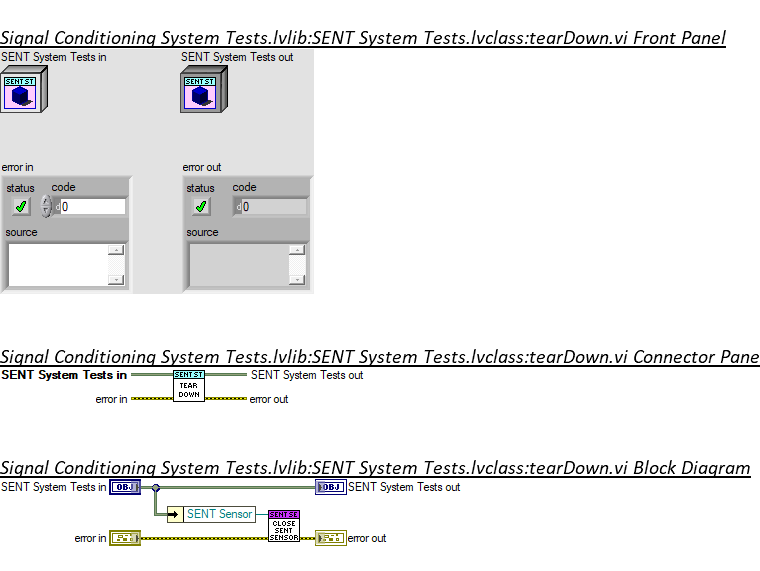 Signal Conditioning System Tests.lvlib:SENT System Tests.lvclass:tearDown.vi Front Panel
SENT System Tests in SENT System Tests out
SENT ST SENT ST
error in error out
status code status code
d0 d0
source source
Signal Conditioning System Tests.lvlib:SENT System Tests.lvclass:tearDown.vi Connector Pane
SENT System Tests in SENT ST SENT System Tests out
TEAR
DOWN
error in error out
Signal Conditioning System Tests.lvlib:SENT System Tests.lvclass:tearDown.vi Block Diagram
SENT System Tests in OBJ OBJ SENT System Tests out
SENT Sensor SENT SE
CLOSE
SENT
SENSOR
error in error out